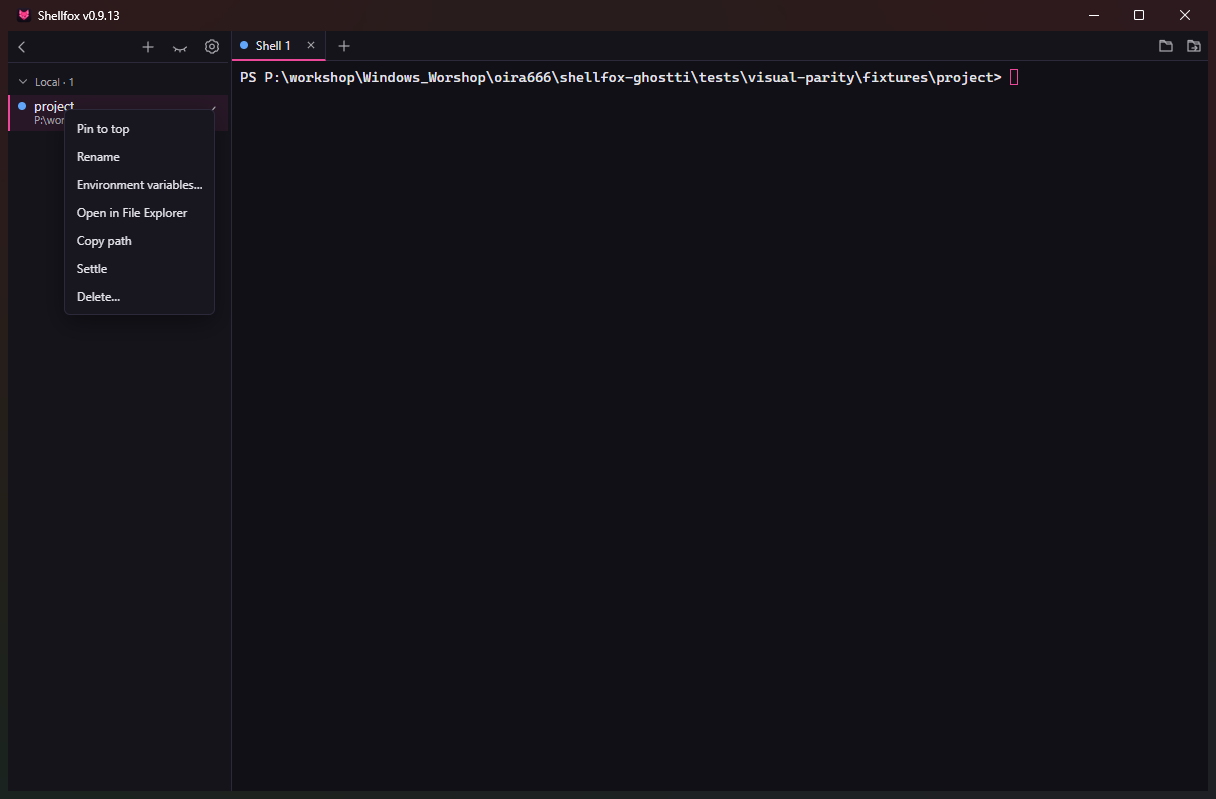 Shellfox v0.9.13
Shell 1
Local · 1
PS P:\workshop\Windows_Worshop\oira666\shellfox-ghostti\tests\visual-parity\fixtures\project>
project
P:\wor
Pin to top
Rename
Environment variables...
Open in File Explorer
Copy path
Settle
Delete...